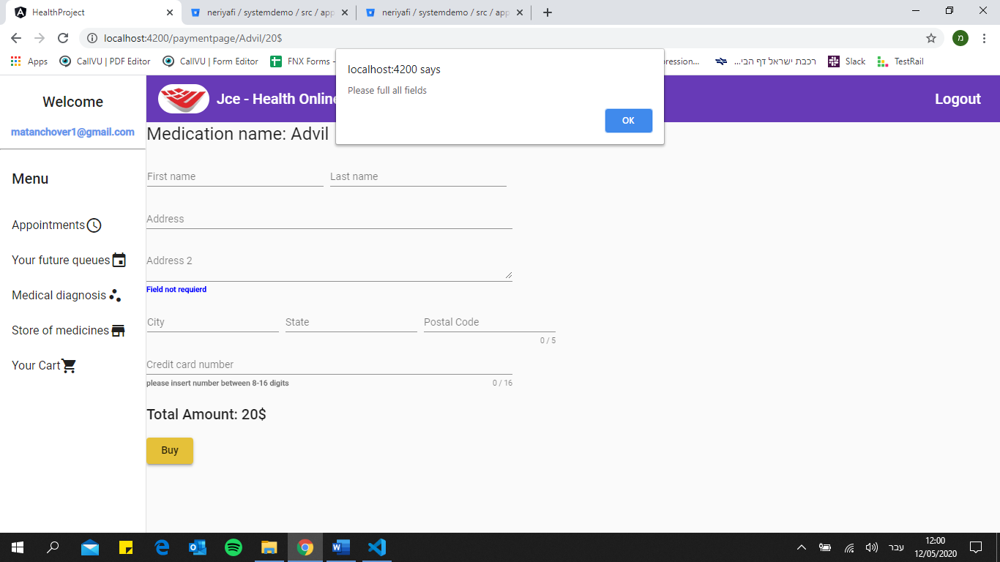 HealthProject
neriyafi / systemdemo / src / app
neriyafi / systemdemo / src / app
localhost:4200/paymentpage/Advil/20$
מ
Apps
CallVU | PDF Editor
CallVU | Form Editor
FNX Forms -
pression...
רכבת ישראל דף הבי...
Slack
TestRail
localhost:4200 says
Please full all fields
OK
Welcome
matanchover1@gmail.com
Jce - Health Online
Logout
Menu
Appointments
Your future queues
Medical diagnosis
Store of medicines
Your Cart
Medication name: Advil
First name
Last name
Address
Address 2
Field not requierd
City
State
Postal Code
0 / 5
Credit card number
please insert number between 8-16 digits
0 / 16
Total Amount: 20$
Buy
עבר
12:00
12/05/2020